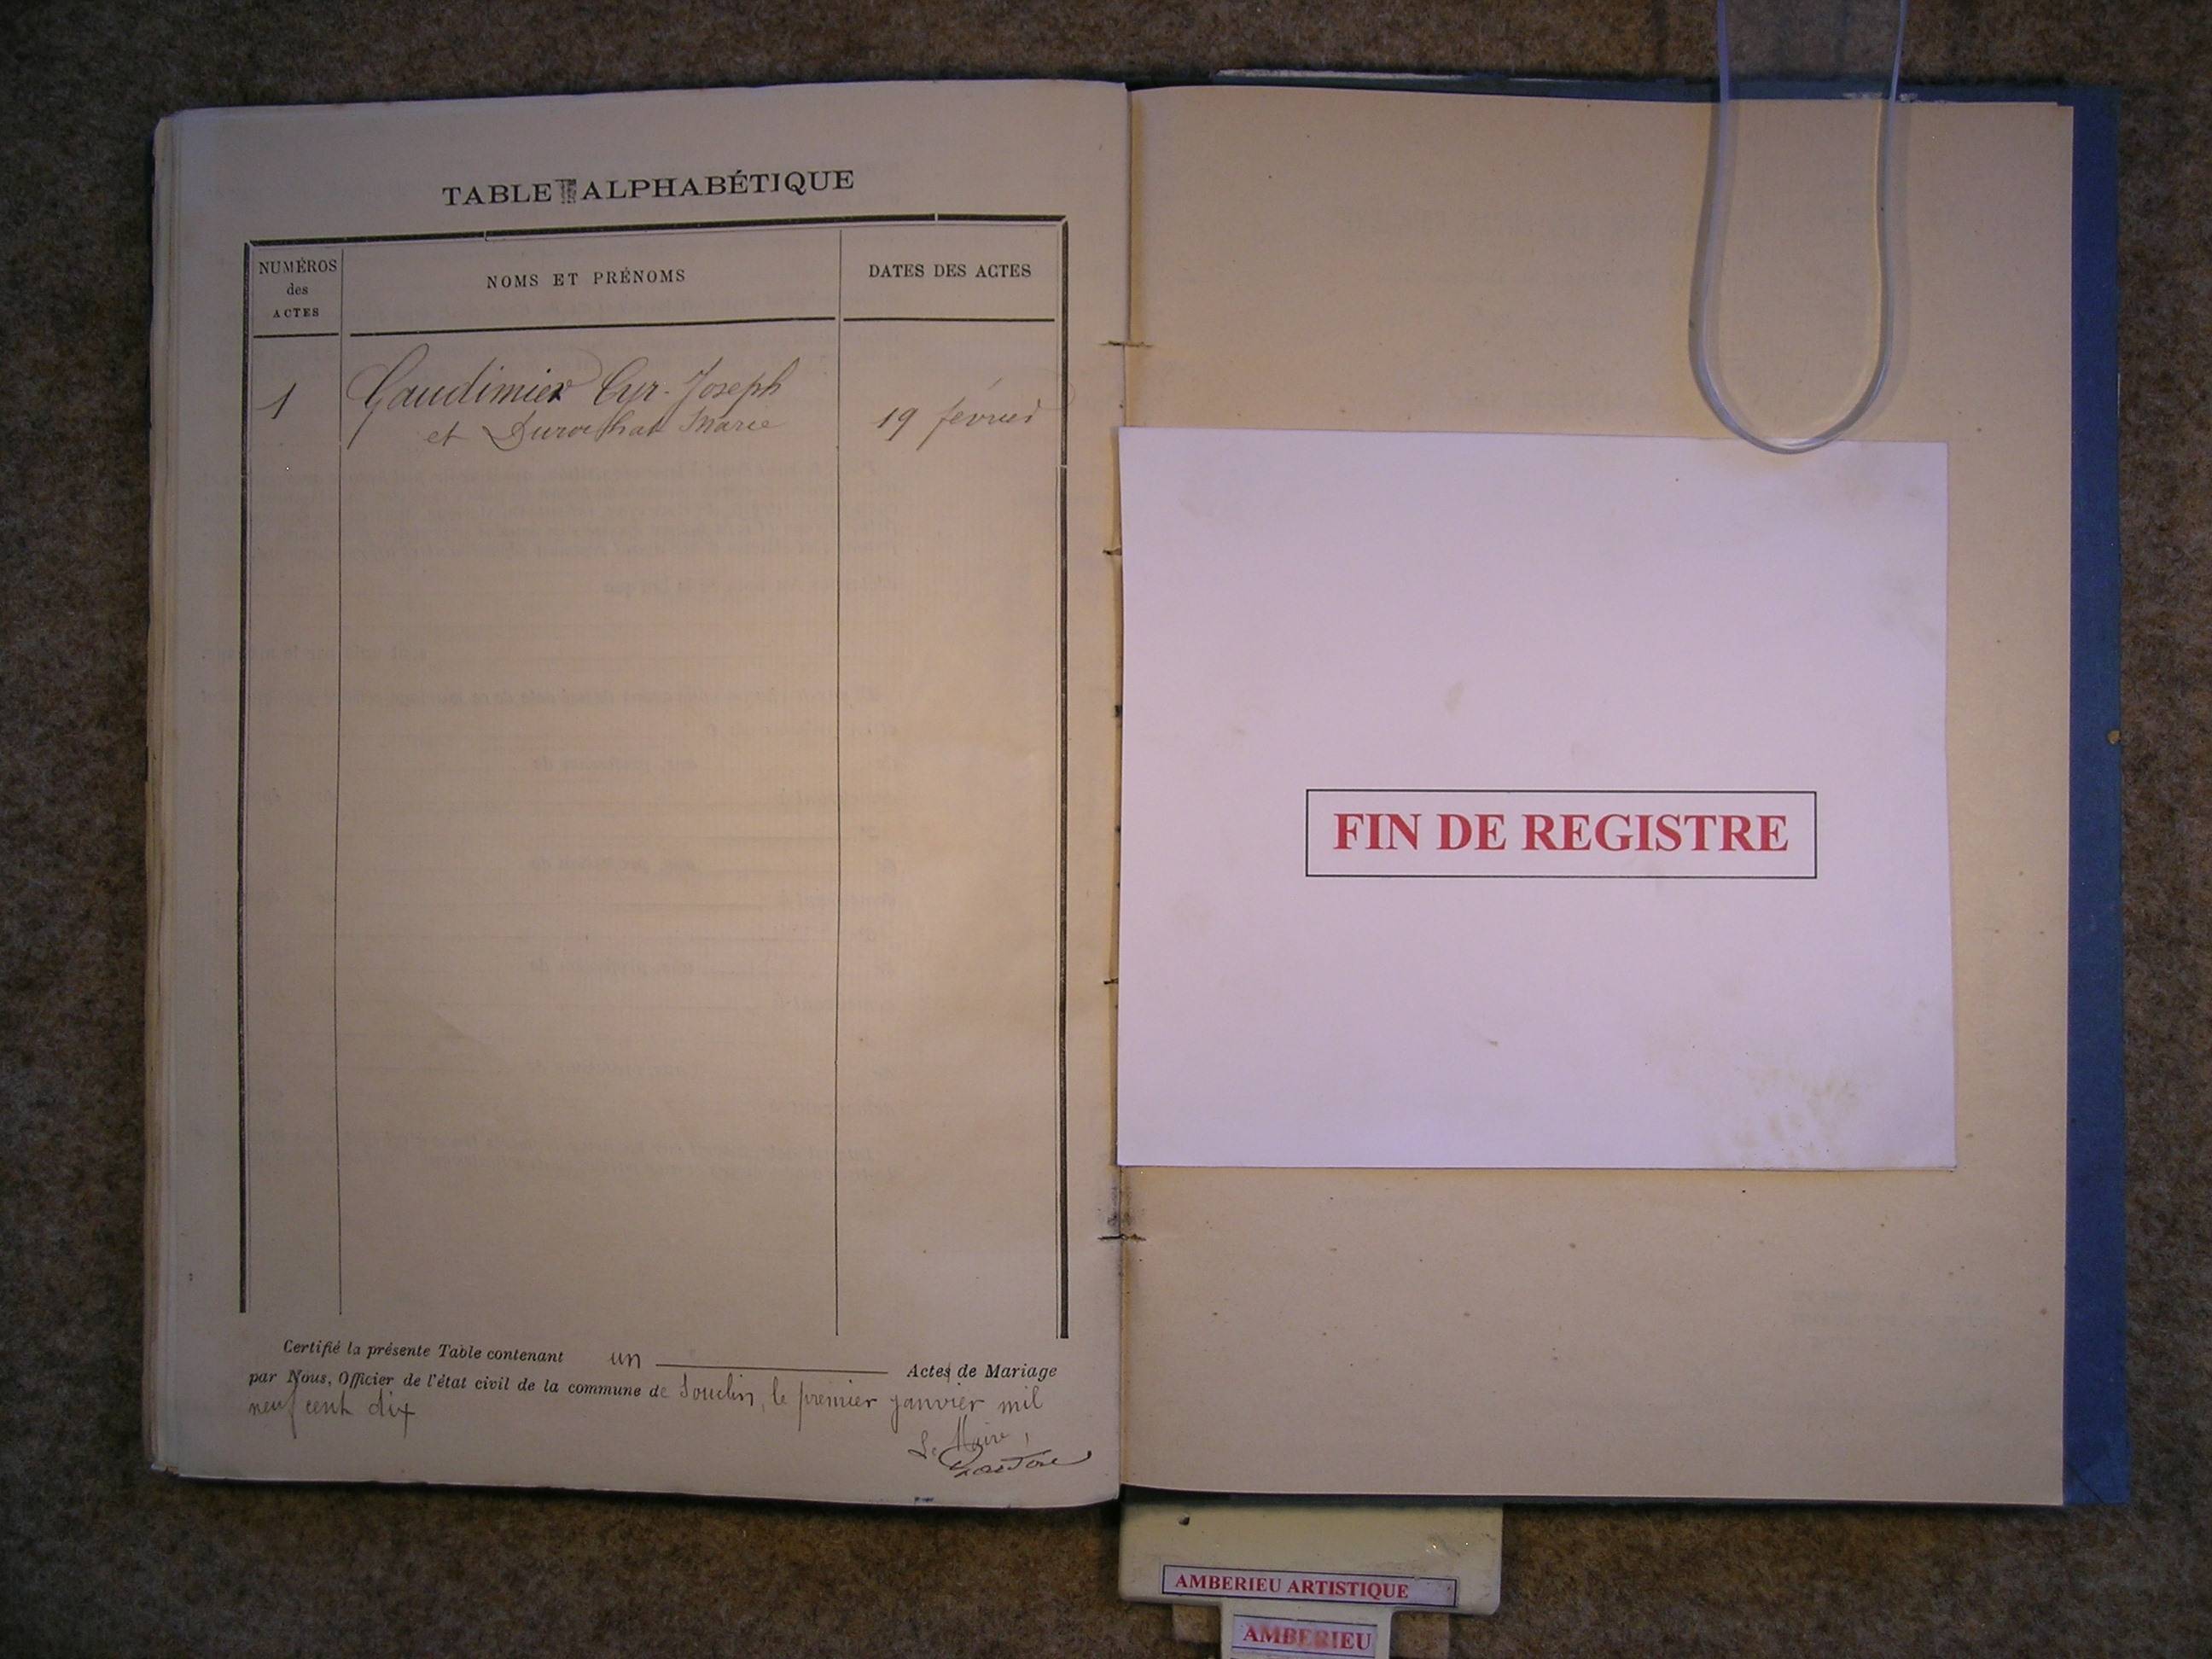 TABLE ALPHABÉTIQUE
NUMÉROS
des
ACTES
NOMS ET PRÉNOMS
DATES DES ACTES
1
Gaudimier Cyr-Joseph
et Durochat Marie
19 février
Certifié la présente Table contenant un Actes de Mariage
par Nous, Officier de l'état civil de la commune de Souclin, le premier janvier mil
neuf cent dix
Le Maire,
FIN DE REGISTRE
AMBERIEU ARTISTIQUE
AMBERIEU